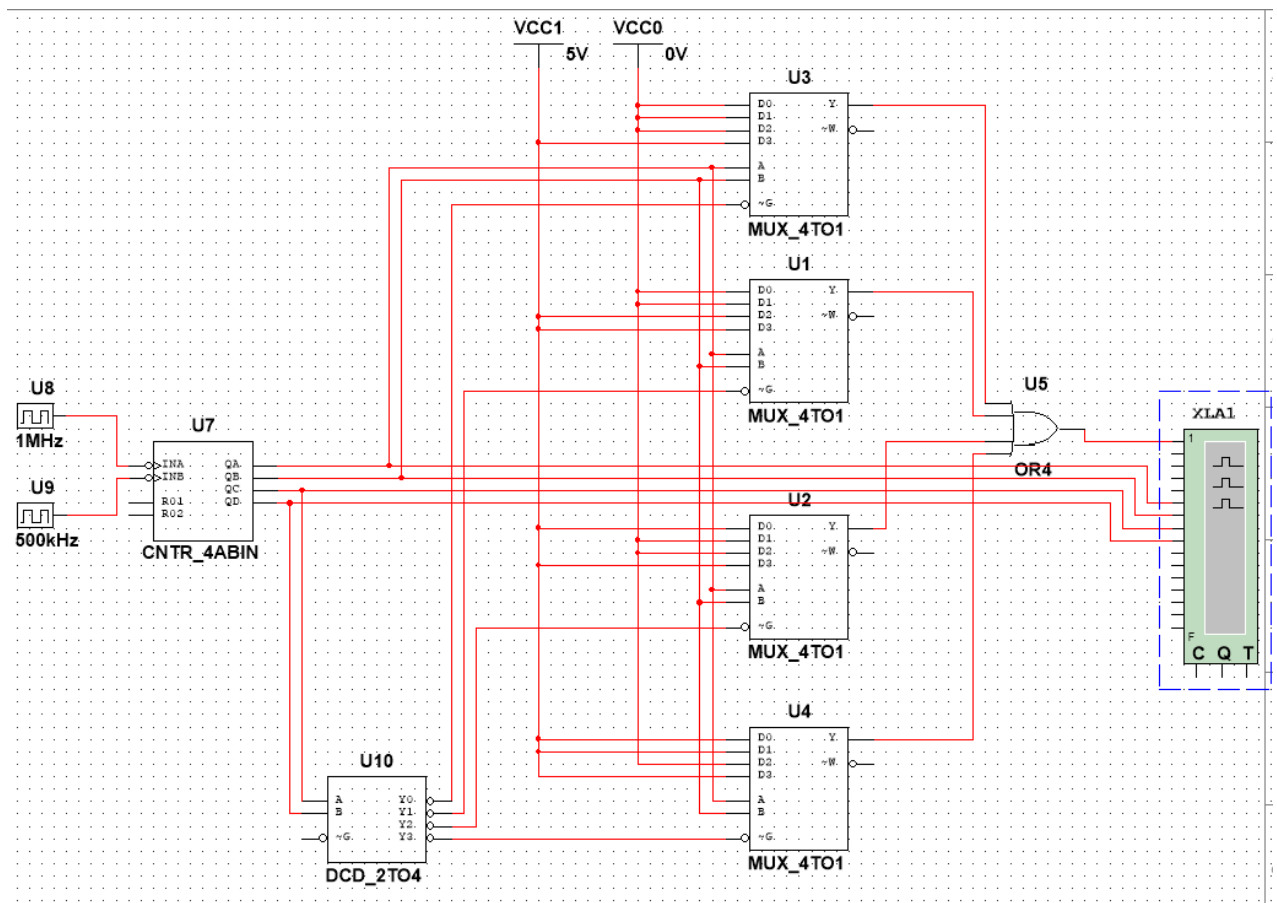 VCC1
5V
VCC0
0V
U3
D0
D1
D2
D3
A
B
~G
Y
~W
MUX_4TO1
U1
D0
D1
D2
D3
A
B
~G
Y
~W
MUX_4TO1
U8
1MHz
U9
500kHz
U7
INA
INB
R01
R02
QA
QB
QC
QD
CNTR_4ABIN
U5
OR4
XLA1
1
F
C Q T
U2
D0
D1
D2
D3
A
B
~G
Y
~W
MUX_4TO1
U4
D0
D1
D2
D3
A
B
~G
Y
~W
MUX_4TO1
U10
A
B
~G
Y0
Y1
Y2
Y3
DCD_2TO4